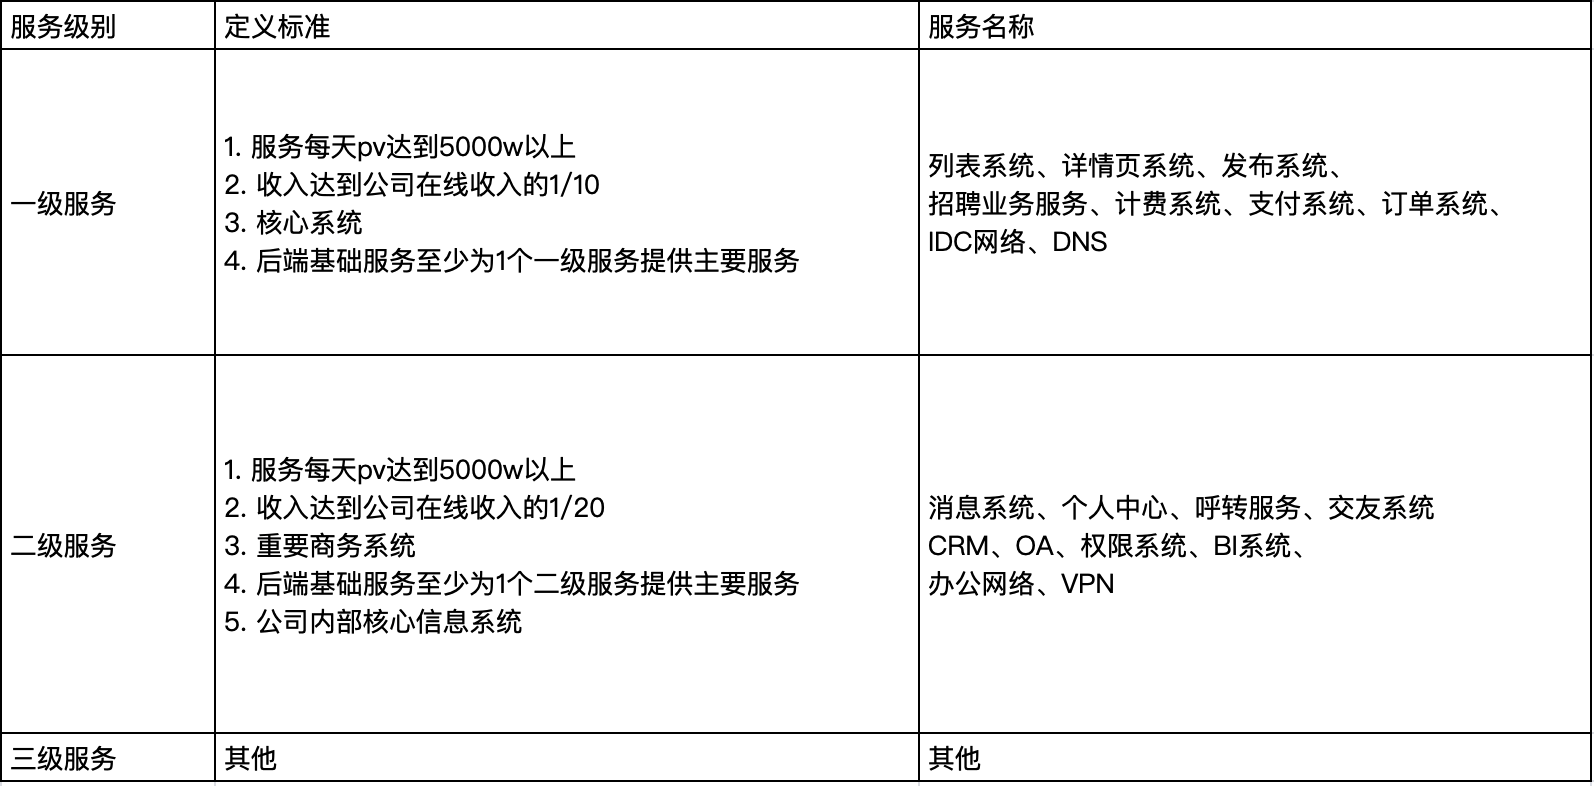 服务级别
定义标准
服务名称
一级服务
1. 服务每天pv达到5000w以上
2. 收入达到公司在线收入的1/10
3. 核心系统
4. 后端基础服务至少为1个一级服务提供主要服务
列表系统、详情页系统、发布系统、
招聘业务服务、计费系统、支付系统、订单系统、
IDC网络、DNS
二级服务
1. 服务每天pv达到5000w以上
2. 收入达到公司在线收入的1/20
3. 重要商务系统
4. 后端基础服务至少为1个二级服务提供主要服务
5. 公司内部核心信息系统
消息系统、个人中心、呼转服务、交友系统
CRM、OA、权限系统、BI系统、
办公网络、VPN
三级服务
其他
其他